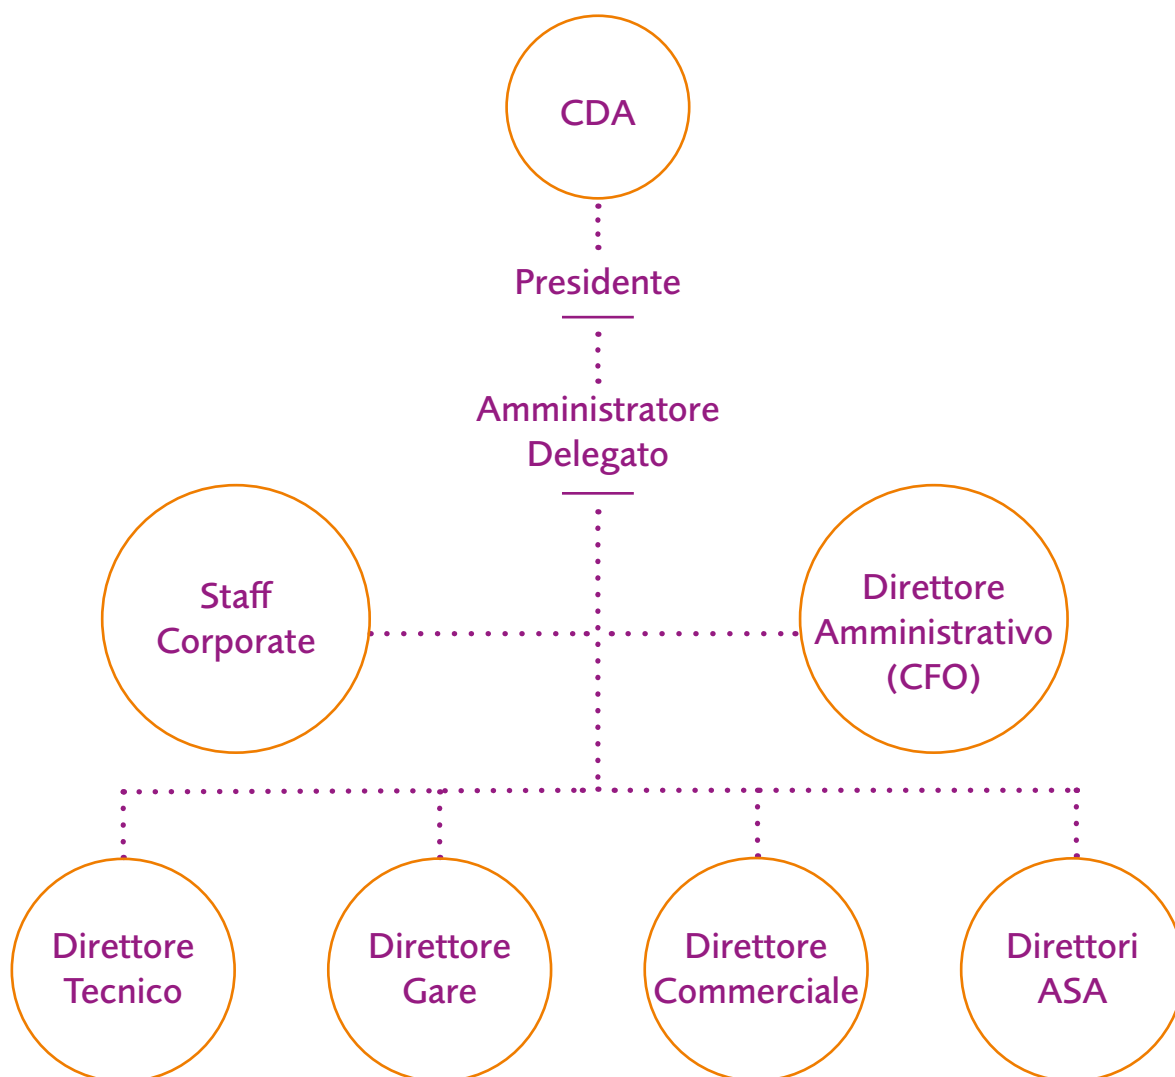 CDA
Presidente
Amministratore
Delegato
Staff
Corporate
Direttore
Amministrativo
(CFO)
Direttore
Tecnico
Direttore
Gare
Direttore
Commerciale
Direttori
ASA